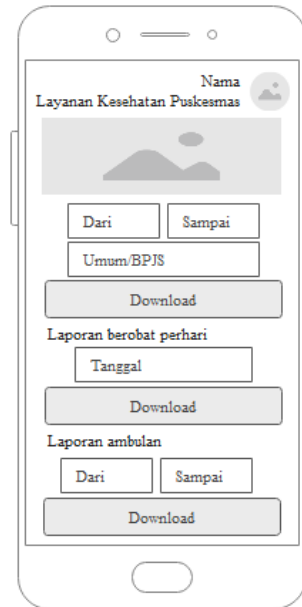 Nama
Layanan Kesehatan Puskesmas
Dari Sampai
Umum/BPJS
Download
Laporan berobat perhari
Tanggal
Download
Laporan ambulan
Dari Sampai
Download